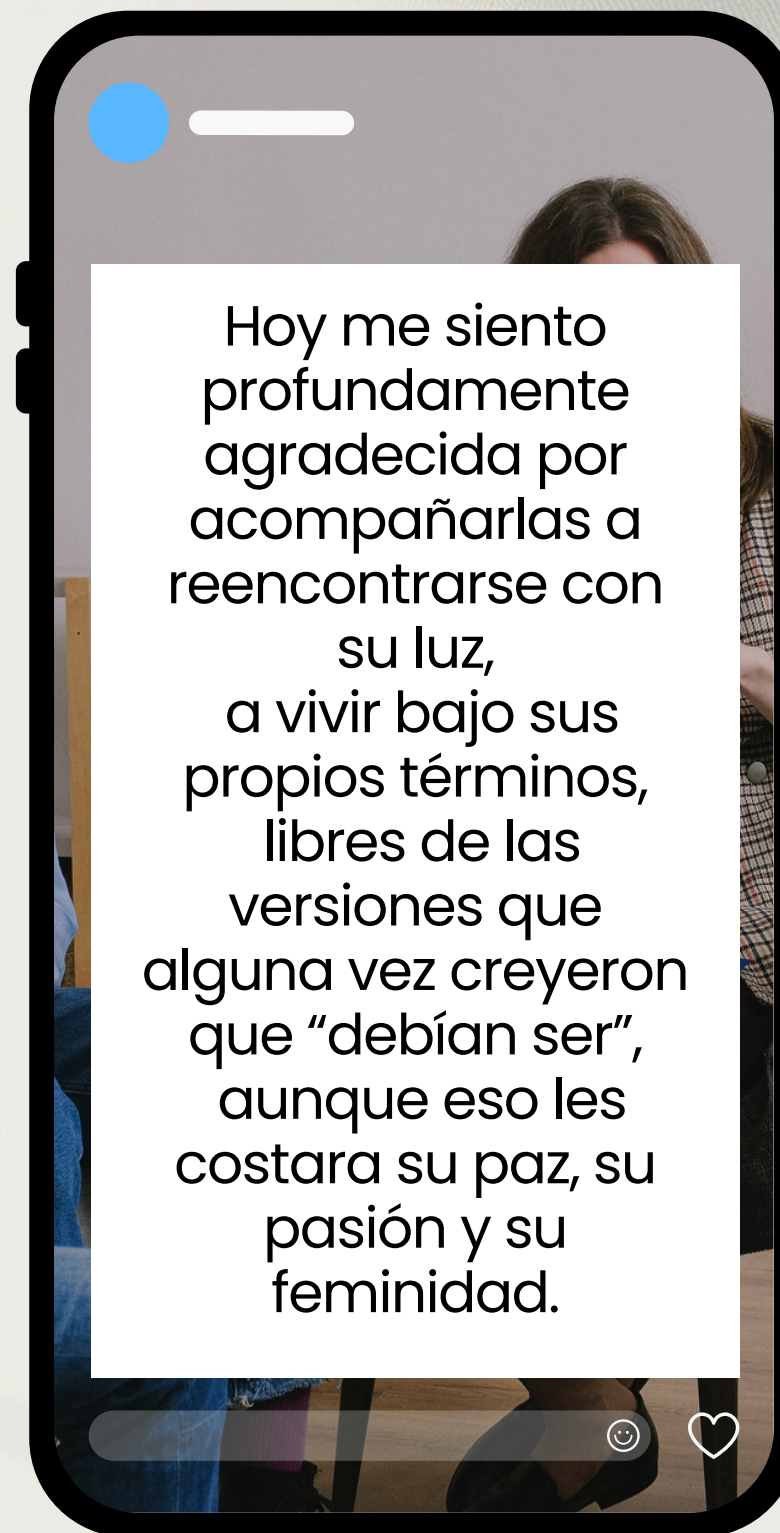 Hoy me siento
profundamente
agradecida por
acompañarlas a
reencontrarse con
su luz,
a vivir bajo sus
propios términos,
libres de las
versiones que
alguna vez creyeron
que “debían ser”,
aunque eso les
costara su paz, su
pasión y su
feminidad.